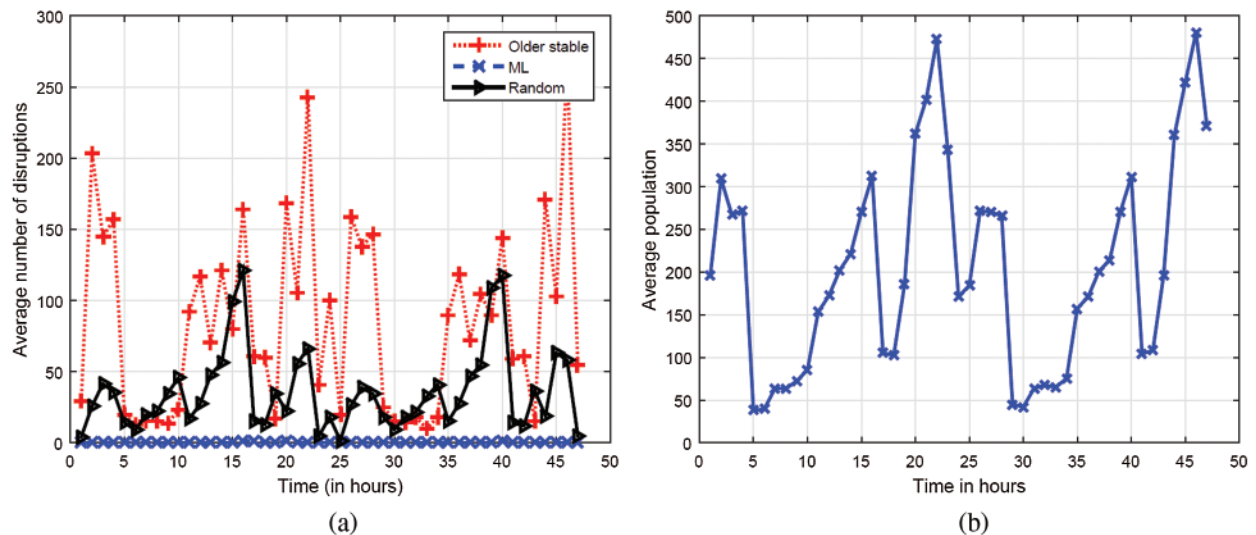 300
250
200
150
100
50
0
Average number of disruptions
Older stable
ML
Random
0 5 10 15 20 25 30 35 40 45 50
Time (in hours)
(a)
500
450
400
350
300
250
200
150
100
50
0
Average population
0 5 10 15 20 25 30 35 40 45 50
Time in hours
(b)